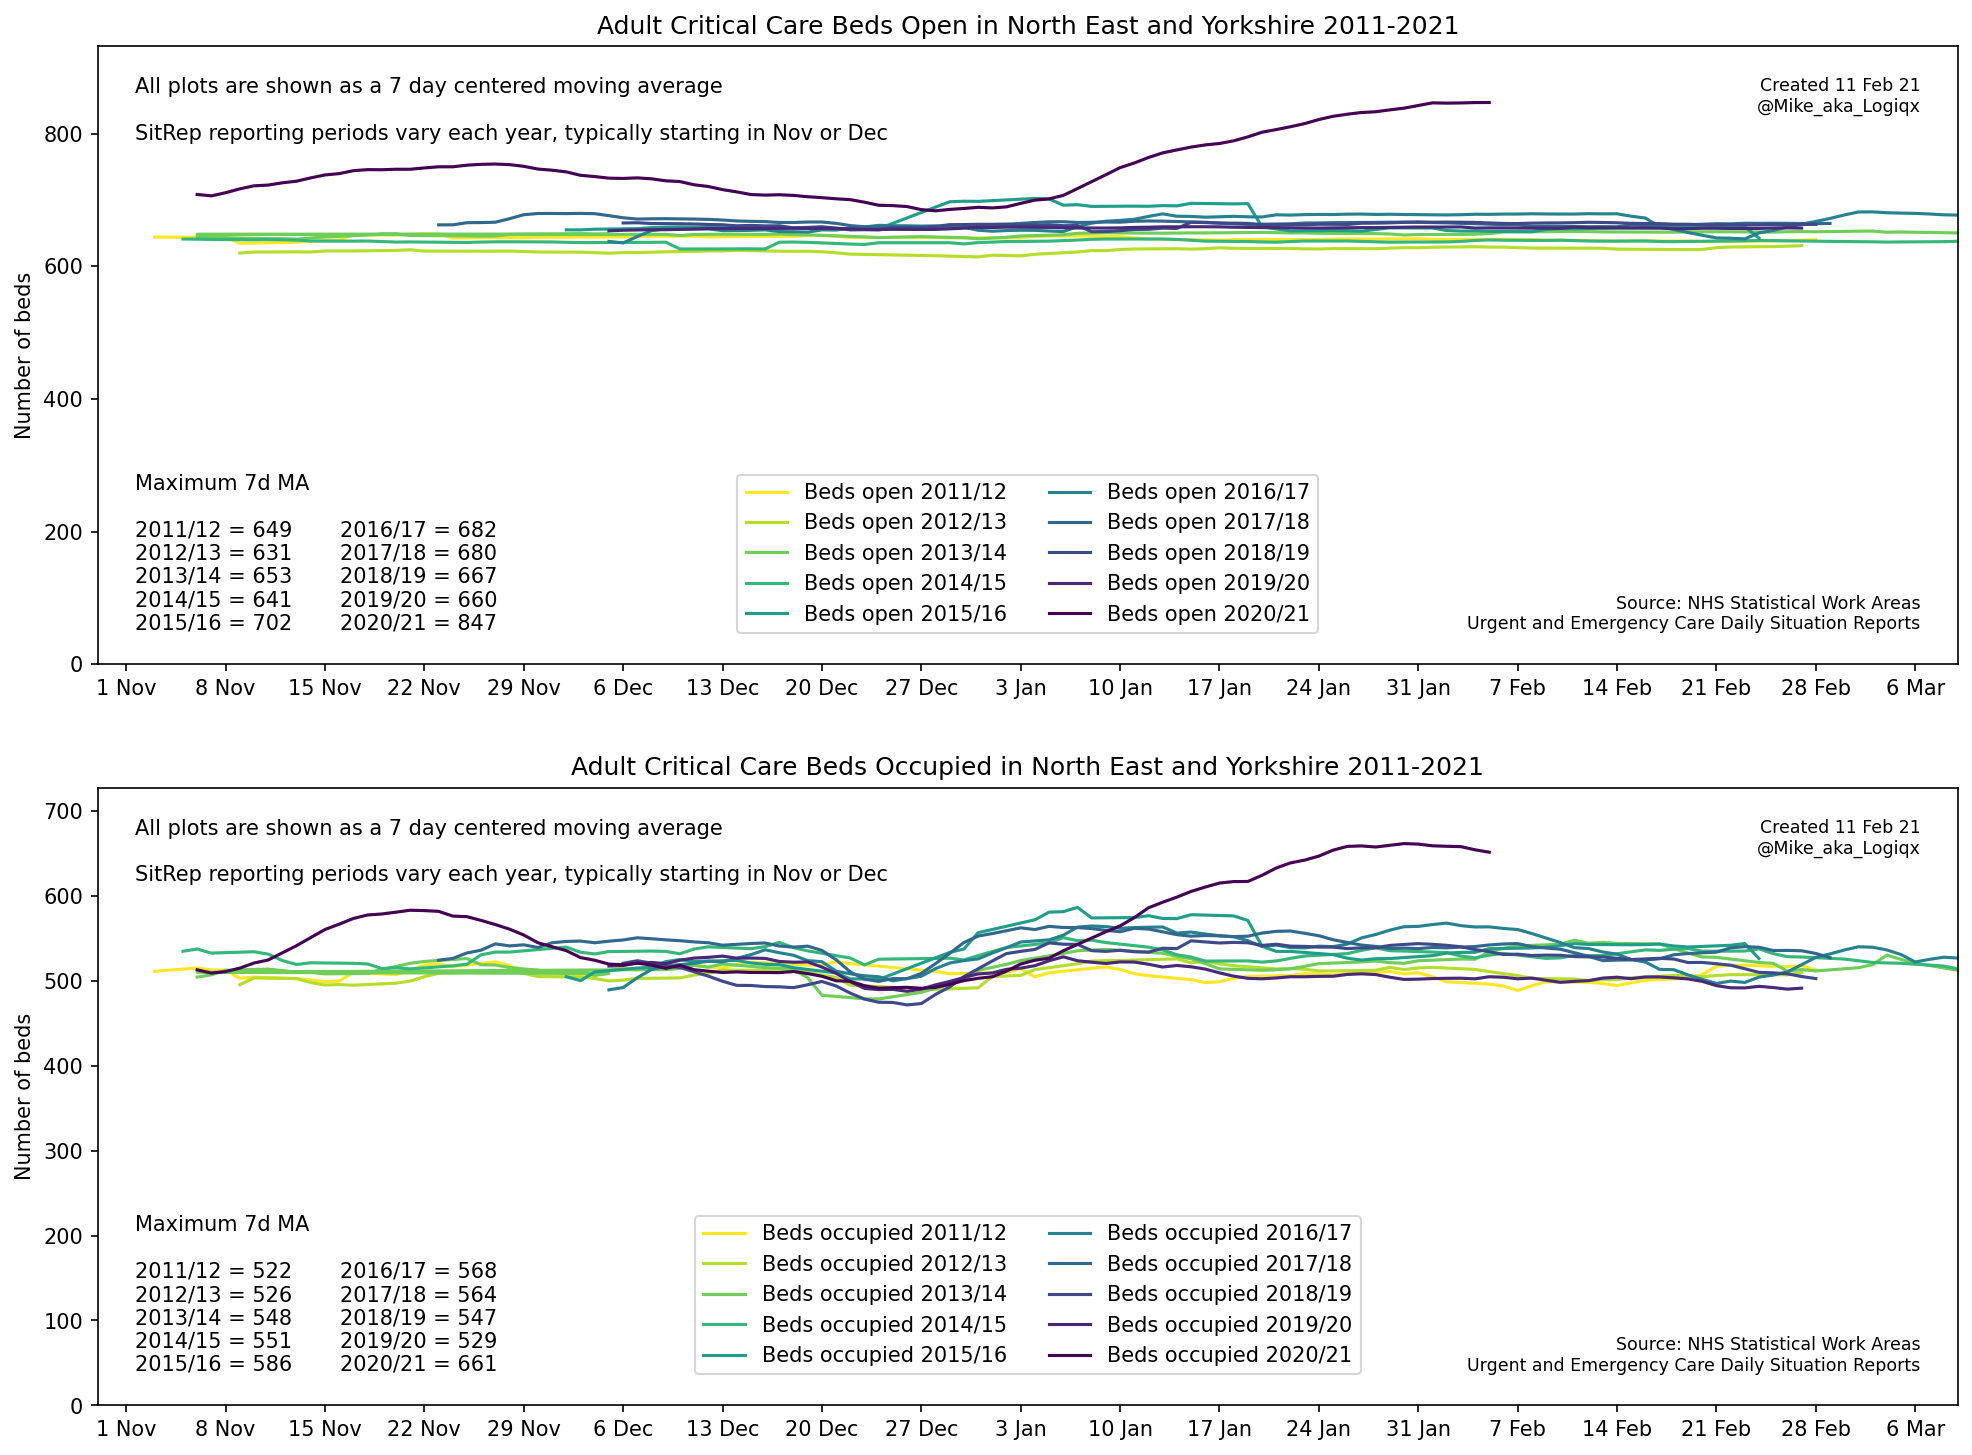 Adult Critical Care Beds Open in North East and Yorkshire 2011-2021
All plots are shown as a 7 day centered moving average
Created 11 Feb 21
@Mike_aka_Logiqx
SitRep reporting periods vary each year, typically starting in Nov or Dec
Number of beds
800
600
400
200
0
Maximum 7d MA
2011/12 = 649 2016/17 = 682
2012/13 = 631 2017/18 = 680
2013/14 = 653 2018/19 = 667
2014/15 = 641 2019/20 = 660
2015/16 = 702 2020/21 = 847
Beds open 2011/12 Beds open 2016/17
Beds open 2012/13 Beds open 2017/18
Beds open 2013/14 Beds open 2018/19
Beds open 2014/15 Beds open 2019/20
Beds open 2015/16 Beds open 2020/21
Source: NHS Statistical Work Areas
Urgent and Emergency Care Daily Situation Reports
1 Nov 8 Nov 15 Nov 22 Nov 29 Nov 6 Dec 13 Dec 20 Dec 27 Dec 3 Jan 10 Jan 17 Jan 24 Jan 31 Jan 7 Feb 14 Feb 21 Feb 28 Feb 6 Mar
Adult Critical Care Beds Occupied in North East and Yorkshire 2011-2021
All plots are shown as a 7 day centered moving average
Created 11 Feb 21
@Mike_aka_Logiqx
SitRep reporting periods vary each year, typically starting in Nov or Dec
Number of beds
700
600
500
400
300
200
100
0
Maximum 7d MA
2011/12 = 522 2016/17 = 568
2012/13 = 526 2017/18 = 564
2013/14 = 548 2018/19 = 547
2014/15 = 551 2019/20 = 529
2015/16 = 586 2020/21 = 661
Beds occupied 2011/12 Beds occupied 2016/17
Beds occupied 2012/13 Beds occupied 2017/18
Beds occupied 2013/14 Beds occupied 2018/19
Beds occupied 2014/15 Beds occupied 2019/20
Beds occupied 2015/16 Beds occupied 2020/21
Source: NHS Statistical Work Areas
Urgent and Emergency Care Daily Situation Reports
1 Nov 8 Nov 15 Nov 22 Nov 29 Nov 6 Dec 13 Dec 20 Dec 27 Dec 3 Jan 10 Jan 17 Jan 24 Jan 31 Jan 7 Feb 14 Feb 21 Feb 28 Feb 6 Mar